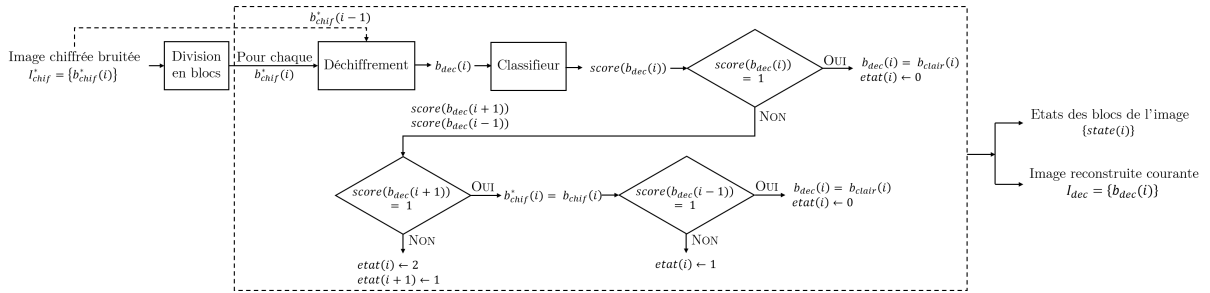 b*chif(i−1)
Image chiffrée bruitée
I*chif = {b*chif(i)}
Division
en blocs
Pour chaque
b*chif(i)
Déchiffrement
bdec(i)
Classifieur
score(bdec(i))
score(bdec(i))
= 1
OUI
bdec(i) = bclair(i)
etat(i) ← 0
NON
score(bdec(i+1))
score(bdec(i−1))
score(bdec(i+1))
= 1
OUI
b*chif(i) = bchif(i)
score(bdec(i−1))
= 1
OUI
bdec(i) = bclair(i)
etat(i) ← 0
NON
etat(i) ← 2
etat(i+1) ← 1
NON
etat(i) ← 1
Etats des blocs de l'image
{state(i)}
Image reconstruite courante
Idec = {bdec(i)}